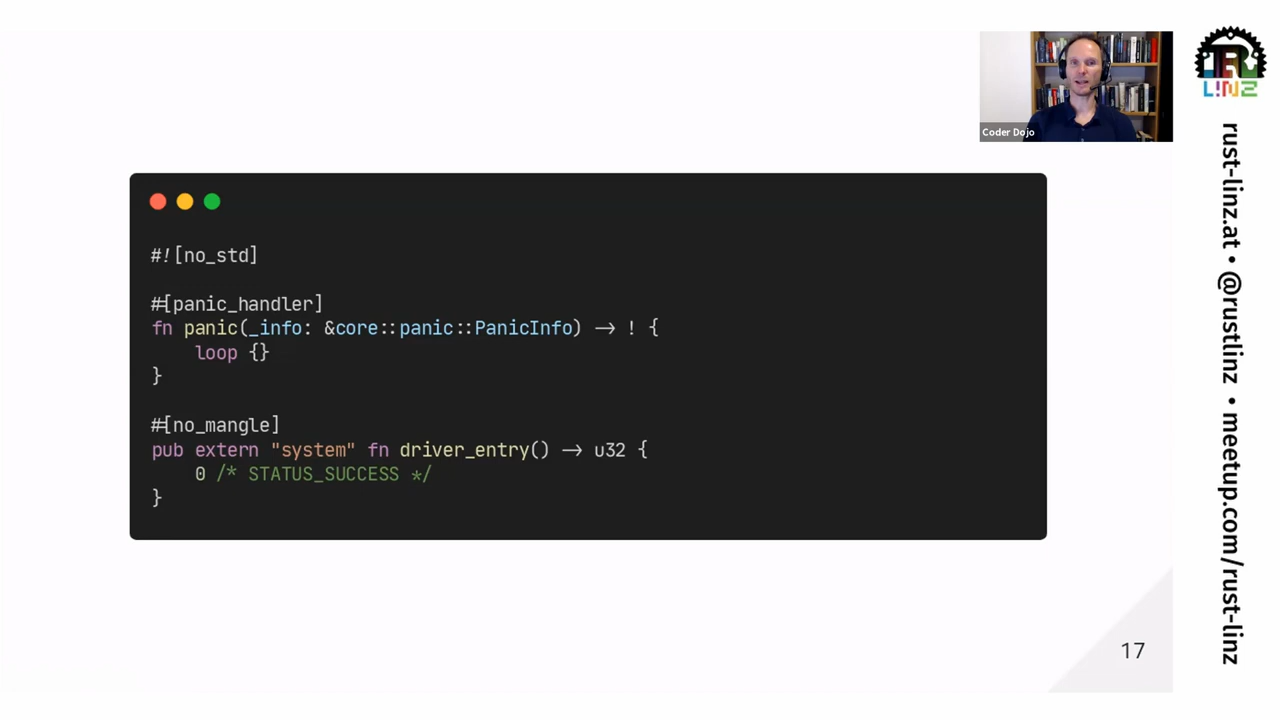 #![no_std]
#[panic_handler]
fn panic(_info: &core::panic::PanicInfo) -> ! {
    loop {}
}
#[no_mangle]
pub extern "system" fn driver_entry() -> u32 {
    0 /* STATUS_SUCCESS */
}
17
Coder Dojo
R
L!NZ
rust-linz.at • @rustlinz • meetup.com/rust-linz